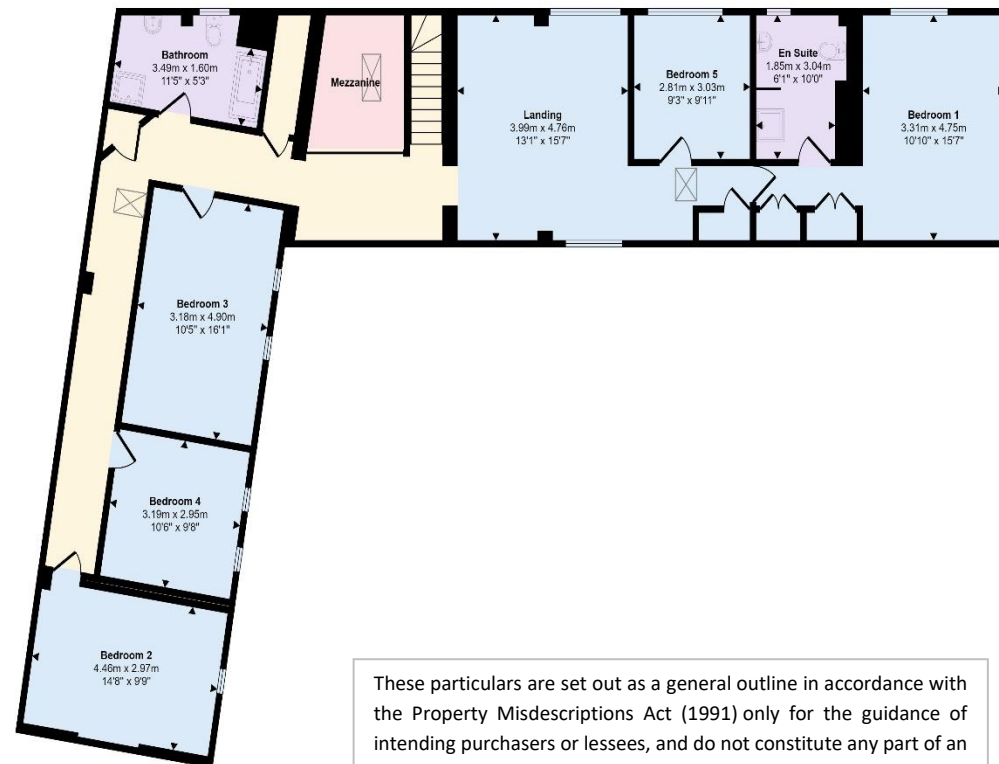 Bathroom
3.49m x 1.60m
11'5" x 5'3"
Mezzanine
Landing
3.99m x 4.76m
13'1" x 15'7"
Bedroom 5
2.81m x 3.03m
9'3" x 9'11"
En Suite
1.85m x 3.04m
6'1" x 10'0"
Bedroom 1
3.31m x 4.75m
10'10" x 15'7"
Bedroom 3
3.18m x 4.90m
10'5" x 16'1"
Bedroom 4
3.19m x 2.95m
10'6" x 9'8"
Bedroom 2
4.46m x 2.97m
14'8" x 9'9"
These particulars are set out as a general outline in accordance with
the Property Misdescriptions Act (1991) only for the guidance of
intending purchasers or lessees, and do not constitute any part of an